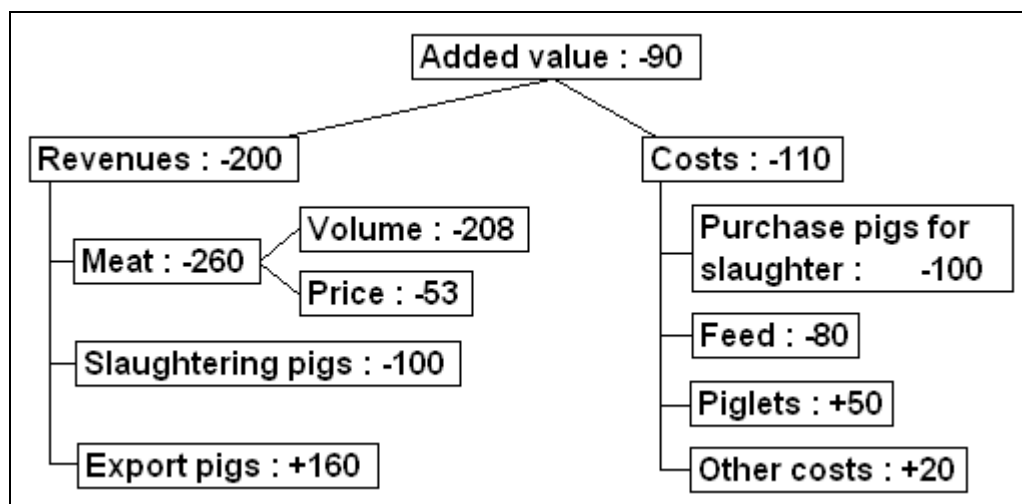 Added value : -90
Revenues : -200
Costs : -110
Meat : -260
Volume : -208
Price : -53
Slaughtering pigs : -100
Export pigs : +160
Purchase pigs for
slaughter : -100
Feed : -80
Piglets : +50
Other costs : +20